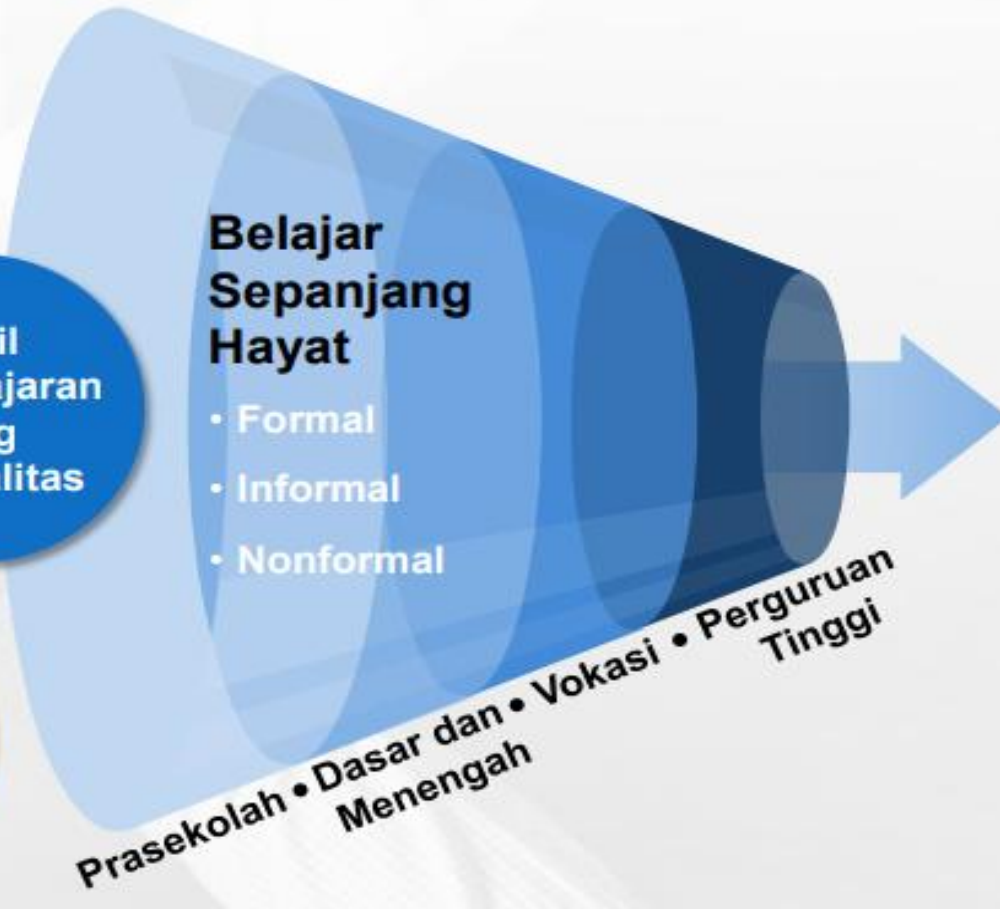 Belajar
Sepanjang
Hayat
• Formal
• Informal
• Nonformal
Prasekolah • Dasar dan • Vokasi • Perguruan
Menengah
Tinggi